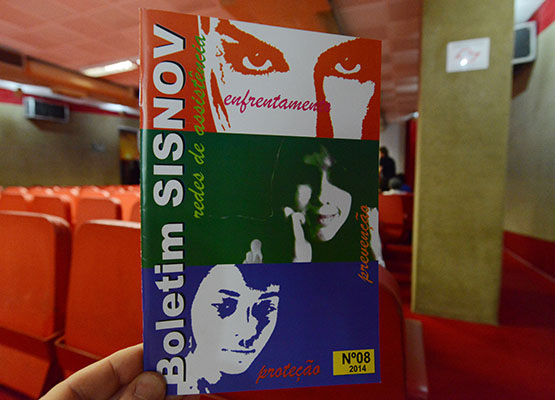 Boletim SISNOV
redes de assistência
enfrentamento
prevenção
proteção
Nº08
2014